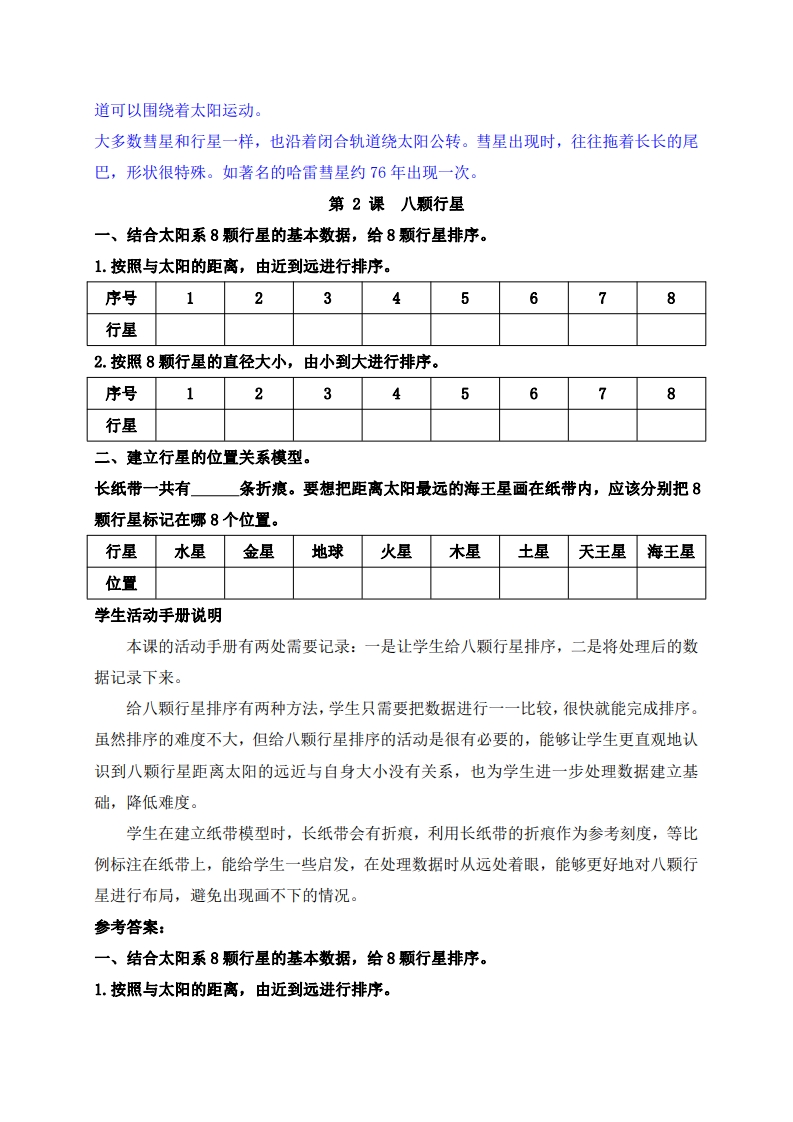 道可以围绕着太阳运动。
大多数彗星和行星一样，也沿着闭合轨道绕太阳公转。彗星出现时，往往拖着长长的尾
巴，形状很特殊。如著名的哈雷彗星约 76 年出现一次。
第 2 课 八颗行星
一、结合太阳系 8 颗行星的基本数据，给 8 颗行星排序。
1.按照与太阳的距离，由近到远进行排序。
序号 1 2 3 4 5 6 7 8
行星
2.按照 8 颗行星的直径大小，由小到大进行排序。
序号 1 2 3 4 5 6 7 8
行星
二、建立行星的位置关系模型。
长纸带一共有______条折痕。要想把距离太阳最远的海王星画在纸带内，应该分别把 8
颗行星标记在哪 8 个位置。
行星 水星 金星 地球 火星 木星 土星 天王星 海王星
位置
学生活动手册说明
本课的活动手册有两处需要记录：一是让学生给八颗行星排序，二是将处理后的数
据记录下来。
给八颗行星排序有两种方法，学生只需要把数据进行一一比较，很快就能完成排序。
虽然排序的难度不大，但给八颗行星排序的活动是很有必要的，能够让学生更直观地认
识到八颗行星距离太阳的远近与自身大小没有关系，也为学生进一步处理数据建立基
础，降低难度。
学生在建立纸带模型时，长纸带会有折痕，利用长纸带的折痕作为参考刻度，等比
例标注在纸带上，能给学生一些启发，在处理数据时从远处着眼，能够更好地对八颗行
星进行布局，避免出现画不下的情况。
参考答案：
一、结合太阳系 8 颗行星的基本数据，给 8 颗行星排序。
1.按照与太阳的距离，由近到远进行排序。